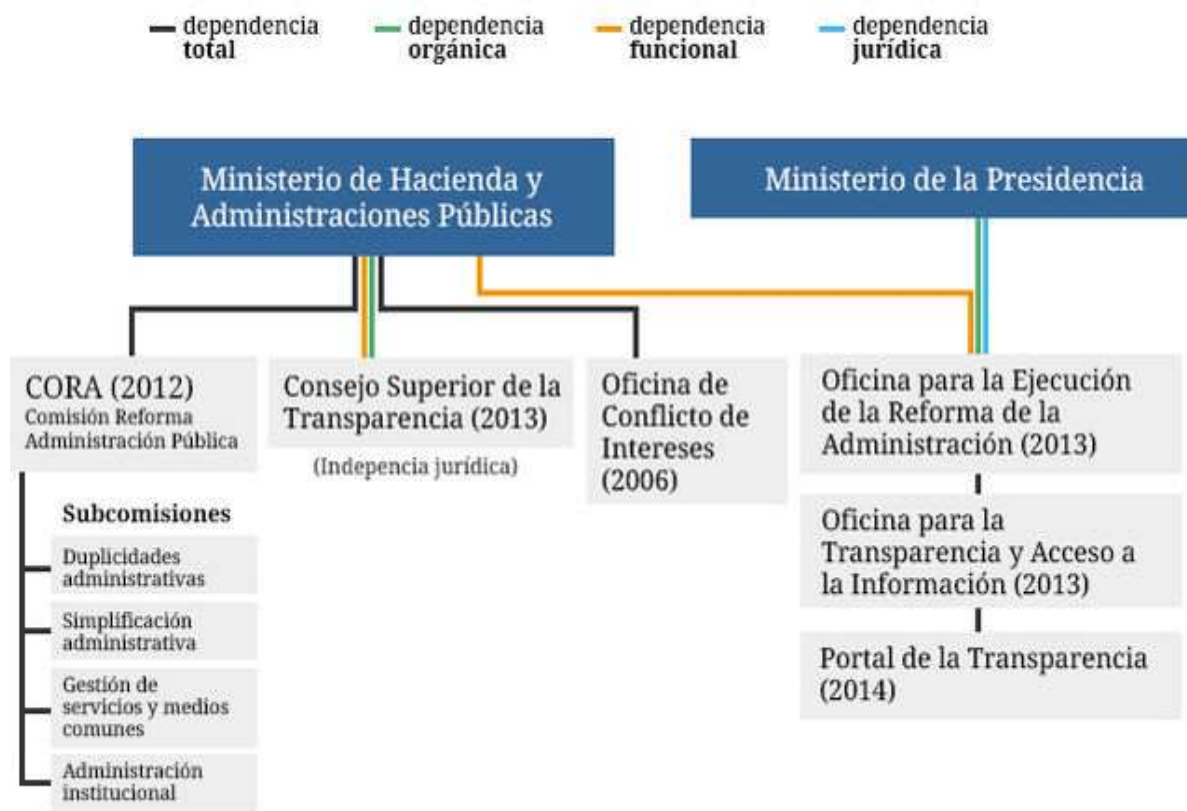 dependencia
total
dependencia
orgánica
dependencia
funcional
dependencia
jurídica
Ministerio de Hacienda y
Administraciones Públicas
Ministerio de la Presidencia
CORA (2012)
Comisión Reforma
Administración Pública
Consejo Superior de la
Transparencia (2013)
(Indepencia jurídica)
Oficina de
Conflicto de
Intereses
(2006)
Oficina para la Ejecución
de la Reforma de la
Administración (2013)
Oficina para la
Transparencia y Acceso a
la Información (2013)
Portal de la Transparencia
(2014)
Subcomisiones
Duplicidades
administrativas
Simplificación
administrativa
Gestión de
servicios y medios
comunes
Administración
institucional